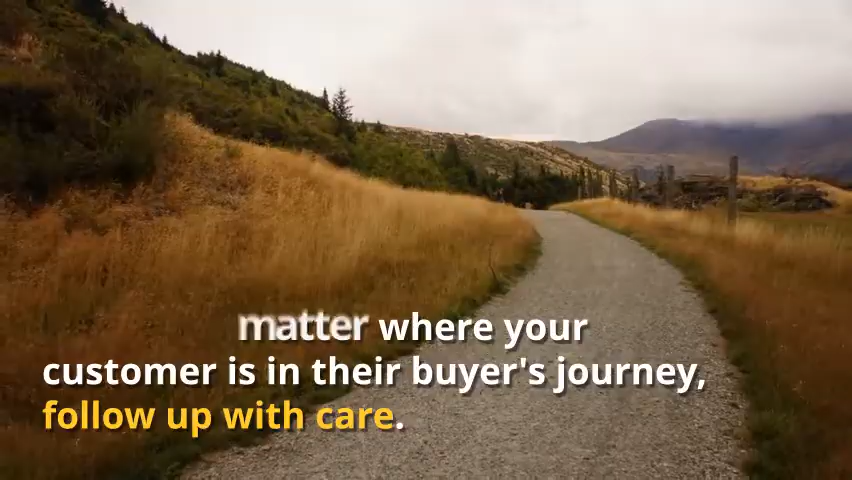 matter where your
customer is in their buyer's journey,
follow up with care.